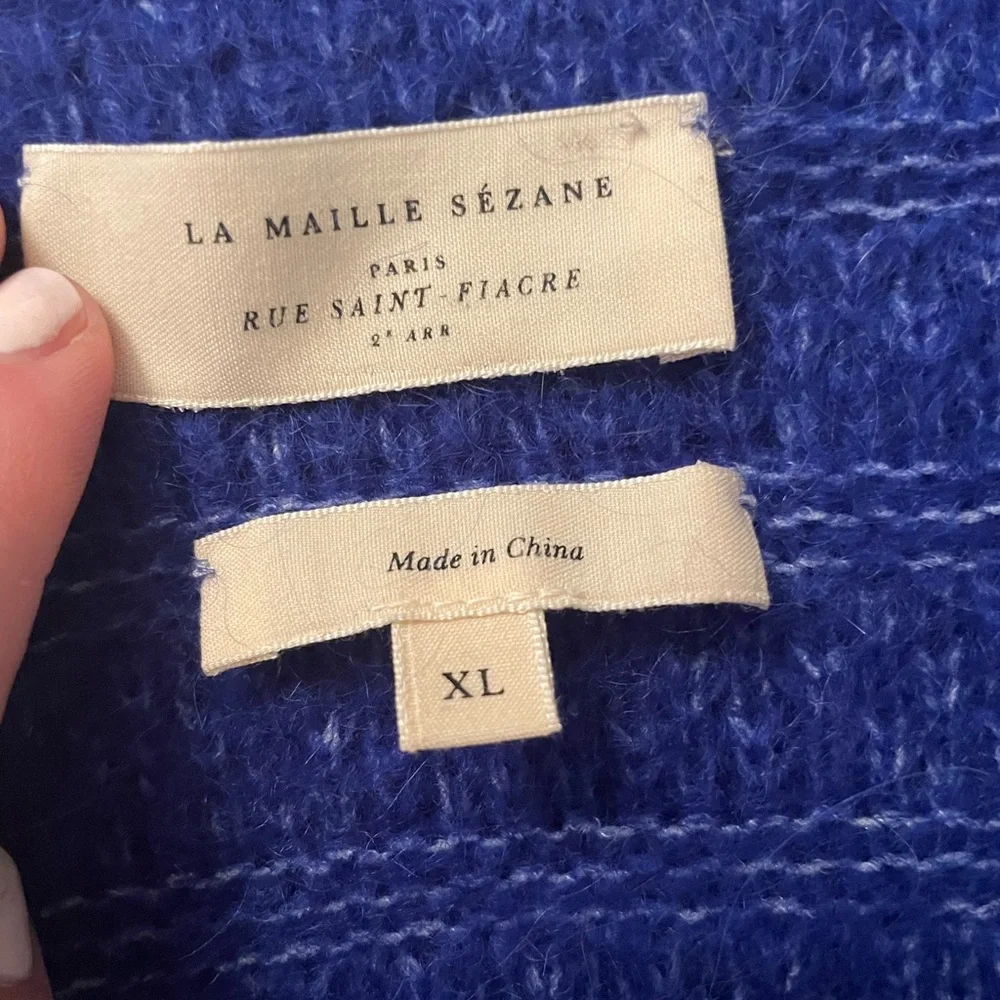 LA MAILLE SÉZANE
PARIS
RUE SAINT-FIACRE
2E ARR
Made in China
XL